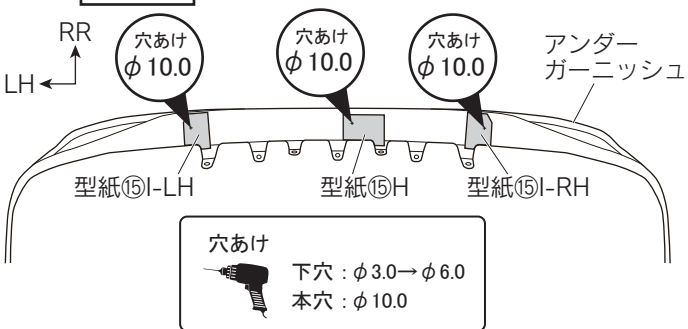 RR
LH
穴あけ
φ10.0
穴あけ
φ10.0
穴あけ
φ10.0
アンダー
ガーニッシュ
型紙⑮I-LH
型紙⑮H
型紙⑮I-RH
穴あけ
下穴：φ3.0→φ6.0
本穴：φ10.0